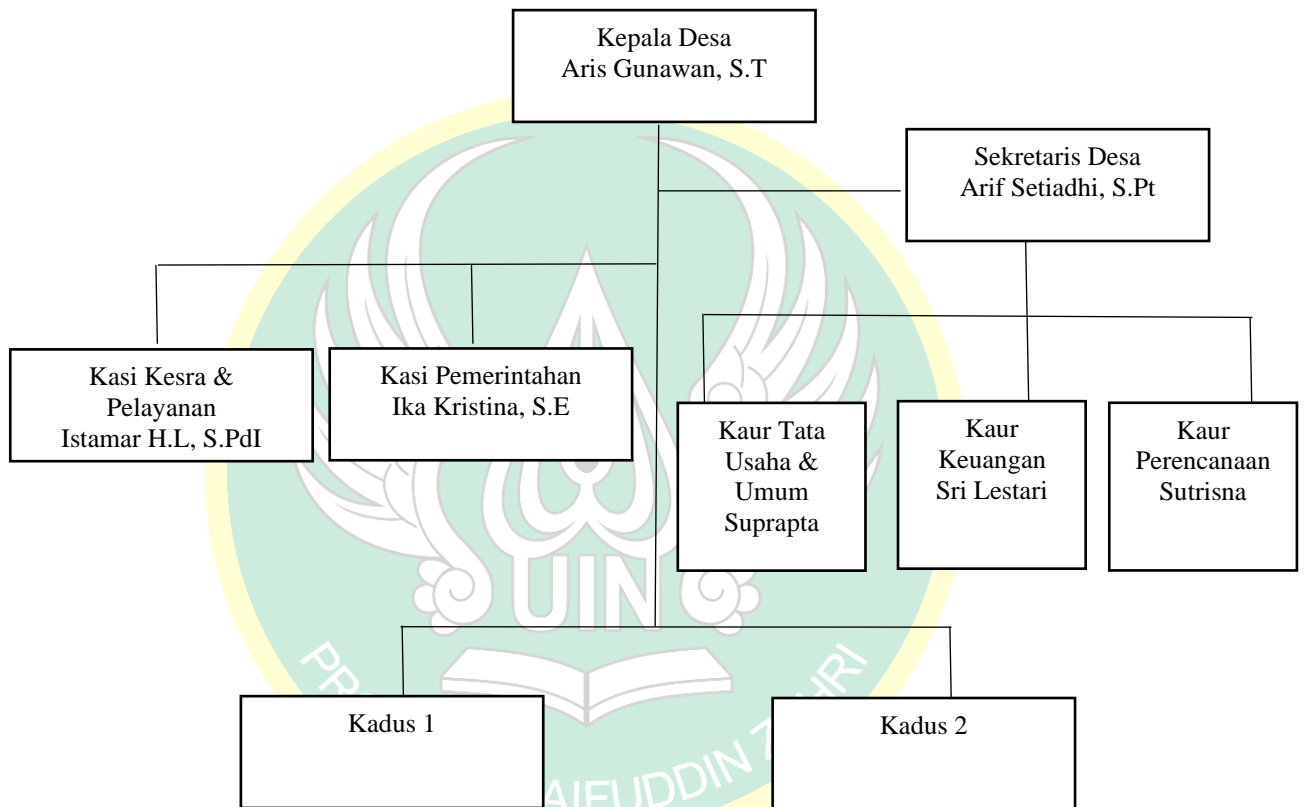 Kepala Desa
Aris Gunawan, S.T
Sekretaris Desa
Arif Setiadhi, S.Pt
Kasi Kesra &
Pelayanan
Istamar H.L, S.PdI
Kasi Pemerintahan
Ika Kristina, S.E
Kaur Tata
Usaha &
Umum
Suprapta
Kaur
Keuangan
Sri Lestari
Kaur
Perencanaan
Sutrisna
UIN
Kadus 1
Kadus 2